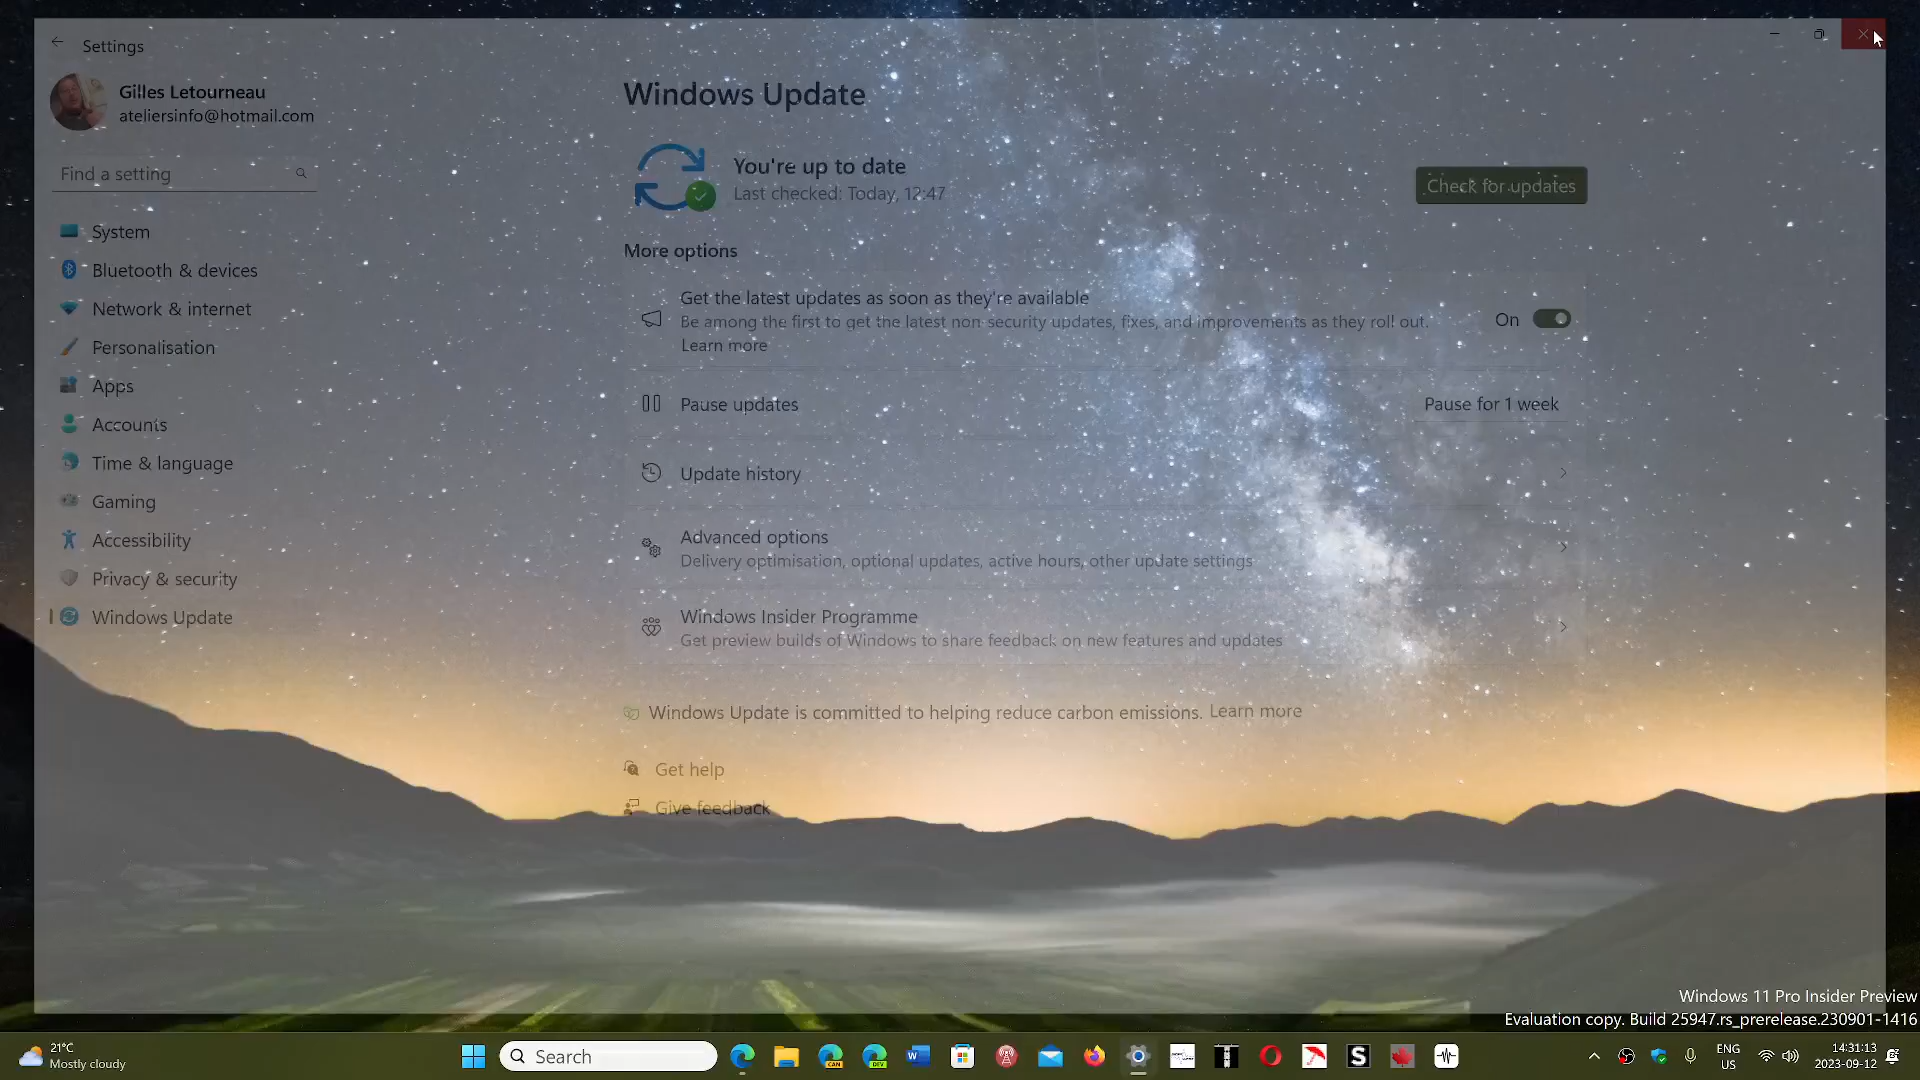 Settings
Gilles Letourneau
ateliersinfo@hotmail.com
Find a setting
System
Bluetooth & devices
Network & internet
Personalisation
Apps
Accounts
Time & language
Gaming
Accessibility
Privacy & security
Windows Update
Windows Update
You're up to date
Last checked: Today, 12:47
Check for updates
More options
Get the latest updates as soon as they're available
Be among the first to get the latest non-security updates, fixes, and improvements as they roll out.
Learn more
On
Pause updates
Pause for 1 week
Update history
Advanced options
Delivery optimisation, optional updates, active hours, other update settings
Windows Insider Programme
Get preview builds of Windows to share feedback on new features and updates
Windows Update is committed to helping reduce carbon emissions. Learn more
Get help
Give feedback
Windows 11 Pro Insider Preview
Evaluation copy. Build 25947.rs_prerelease.230901-1416
21°C
Mostly cloudy
Search
CAN
DEV
ENG
US
14:31:13
2023-09-12